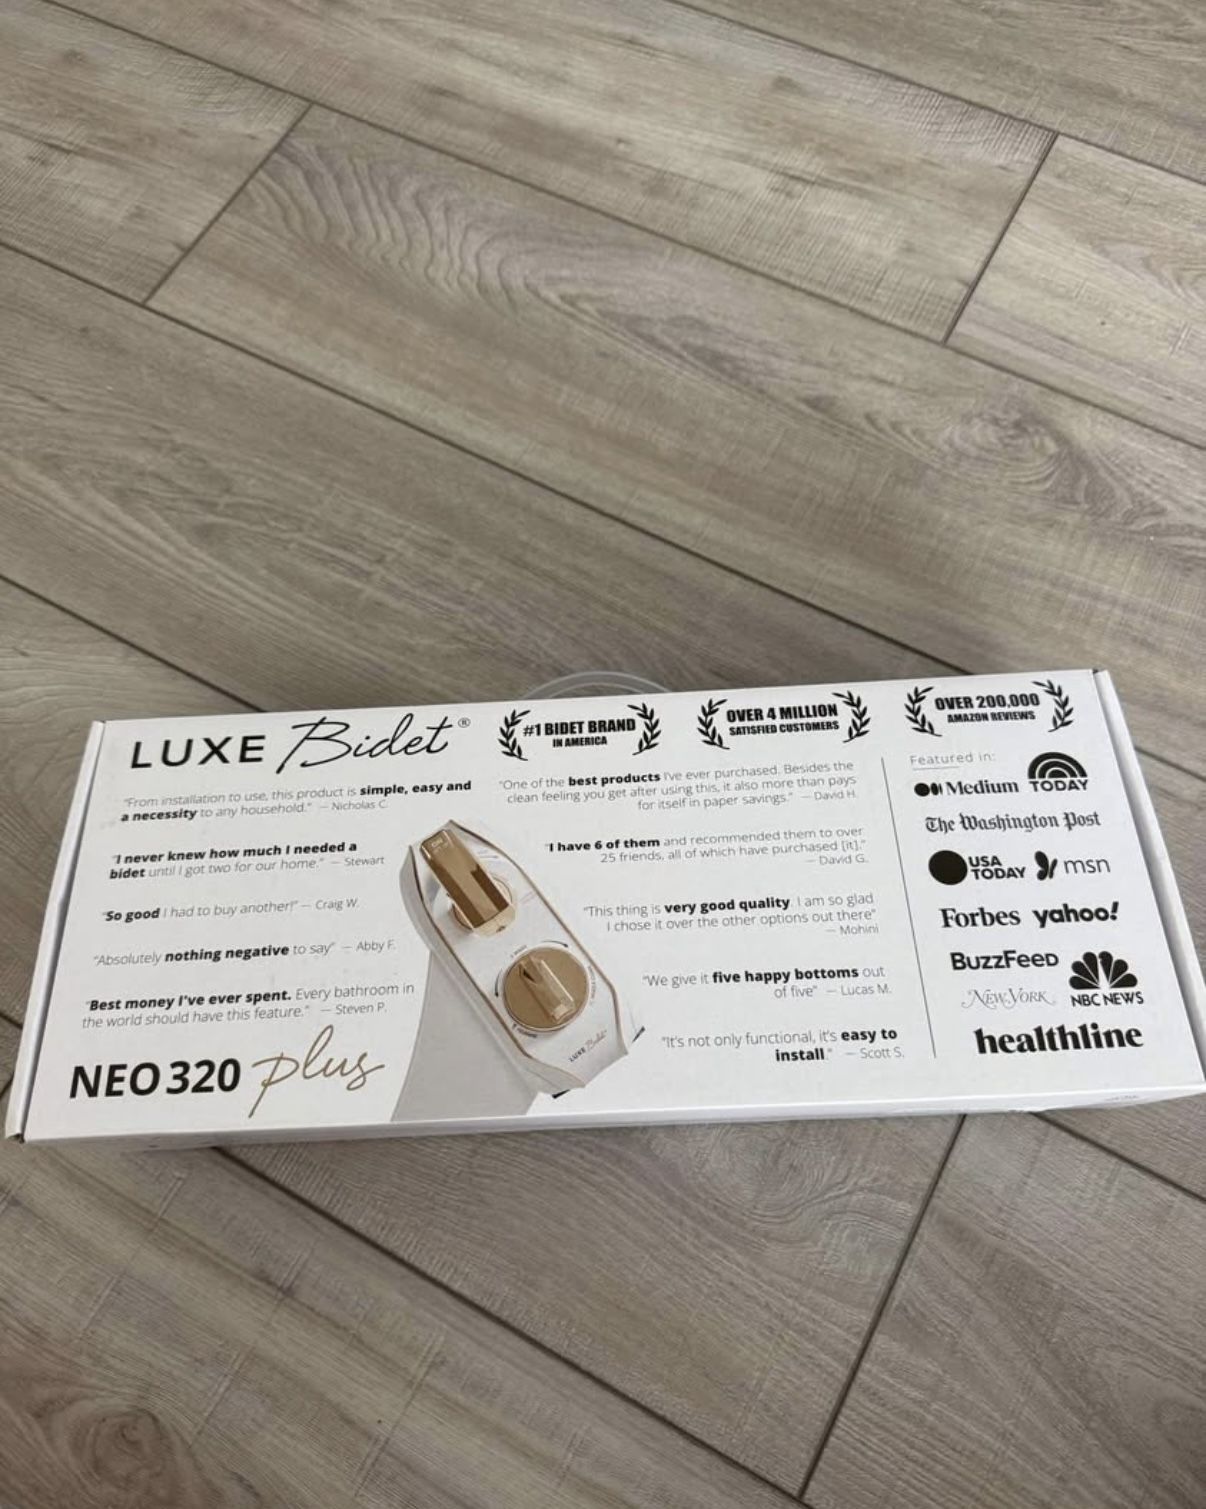 LUXE Bidet®
#1 BIDET BRAND
IN AMERICA
OVER 4 MILLION
SATISFIED CUSTOMERS
OVER 200,000
AMAZON REVIEWS
"From installation to use, this product is simple, easy and
a necessity to any household." — Nicholas C.
"I never knew how much I needed a
bidet until I got two for our home." — Stewart
"So good I had to buy another!" — Craig W.
"Absolutely nothing negative to say" — Abby F.
"Best money I've ever spent. Every bathroom in
the world should have this feature." — Steven P.
NEO 320 plus
LUXE Bidet
"One of the best products I've ever purchased. Besides the
clean feeling you get after using this, it also more than pays
for itself in paper savings." — David H.
"I have 6 of them and recommended them to over
25 friends, all of which have purchased [it]."
— David G.
"This thing is very good quality. I am so glad
I chose it over the other options out there"
— Mohini
"We give it five happy bottoms out
of five" — Lucas M.
"It's not only functional, it's easy to
install." — Scott S.
Featured in:
Medium TODAY
The Washington Post
USA
TODAY msn
Forbes yahoo!
BuzzFeed
NEW YORK NBC NEWS
healthline